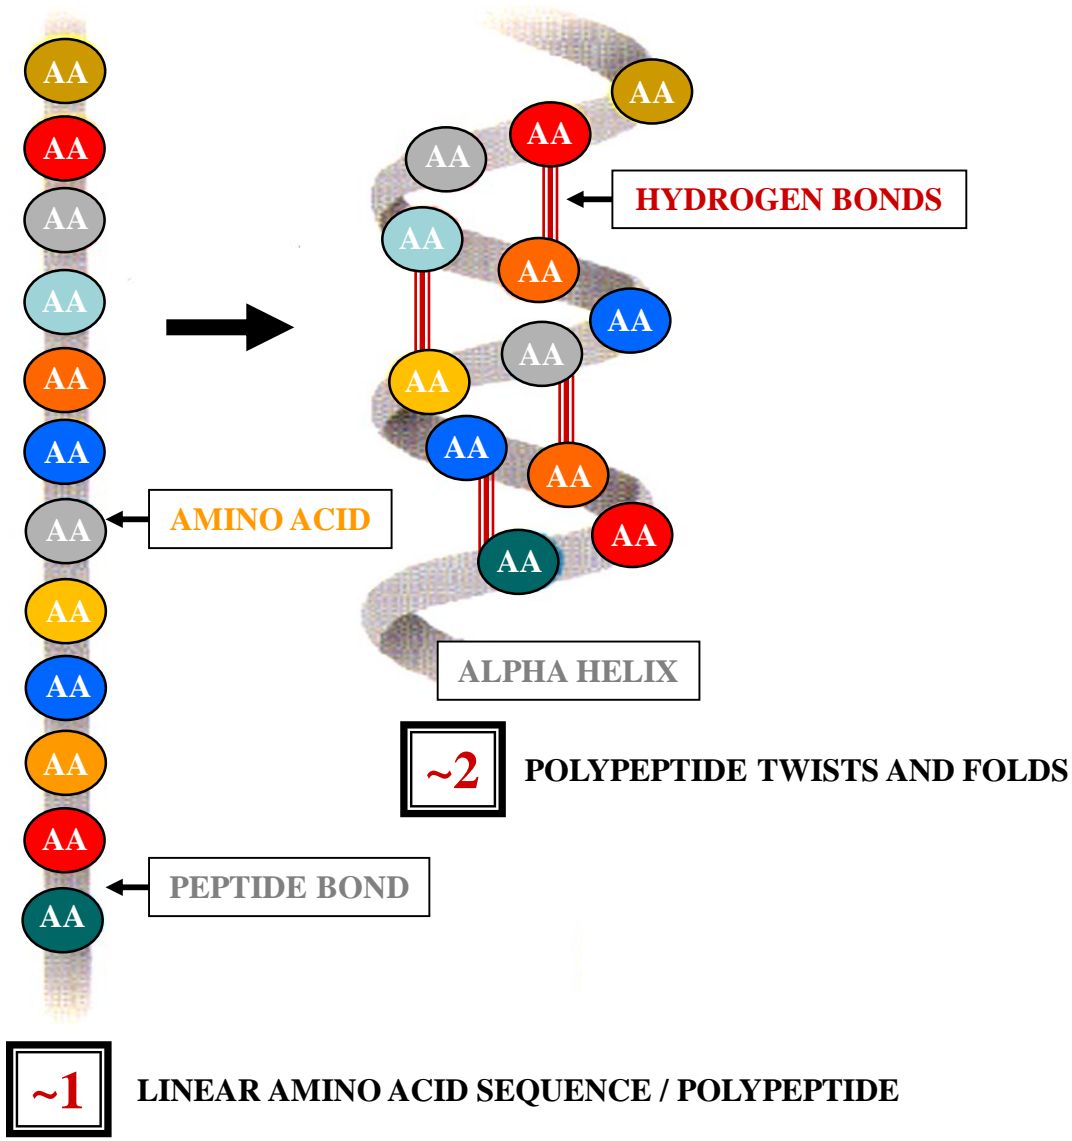 AA
AA
AA
AA
AA
AA
AA
AA
AA
AA
AA
AA
AMINO ACID
PEPTIDE BOND
~1
LINEAR AMINO ACID SEQUENCE / POLYPEPTIDE
AA
AA
AA
HYDROGEN BONDS
AA
AA
AA
AA
AA
AA
AA
AA
AA
ALPHA HELIX
~2
POLYPEPTIDE TWISTS AND FOLDS